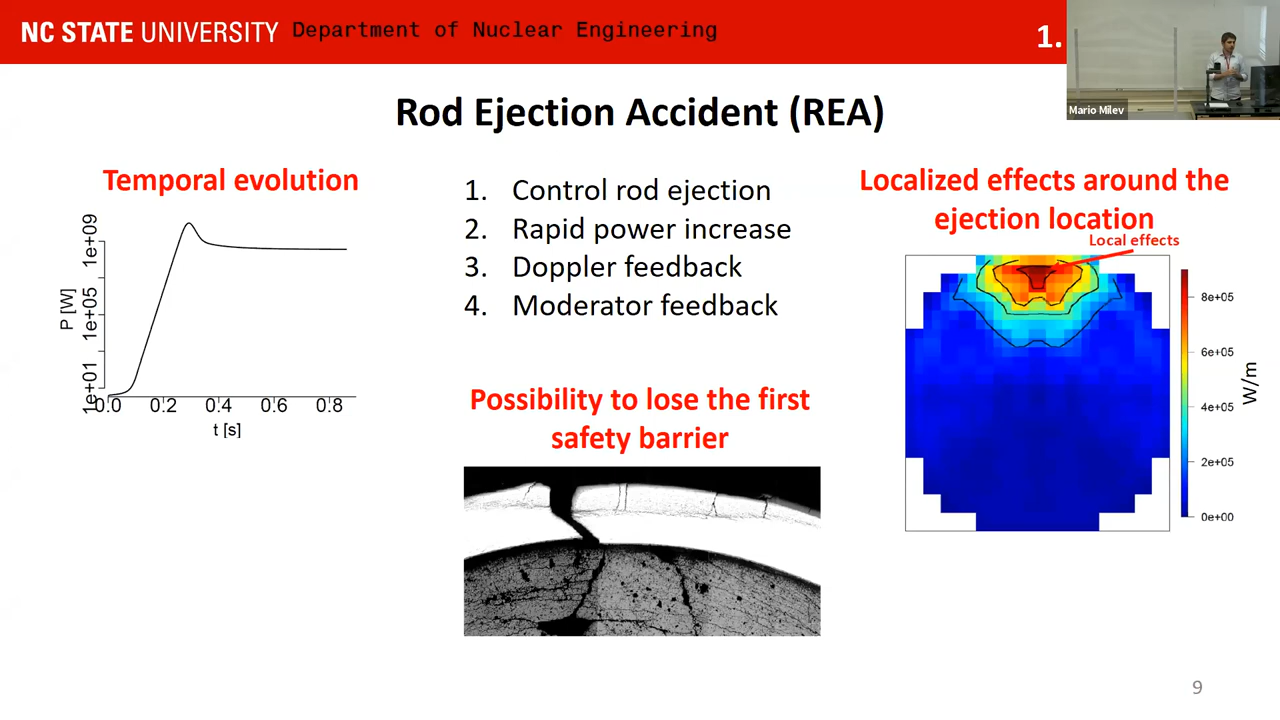 NC STATE UNIVERSITY Department of Nuclear Engineering
1.
Mario Milev
Rod Ejection Accident (REA)
Temporal evolution
1e+09
1e+05
1e+01
P [W]
0.0 0.2 0.4 0.6 0.8
t [s]
1. Control rod ejection
2. Rapid power increase
3. Doppler feedback
4. Moderator feedback
Possibility to lose the first
safety barrier
Localized effects around the
ejection location
Local effects
8e+05
6e+05
4e+05
2e+05
0e+00
W/m
9